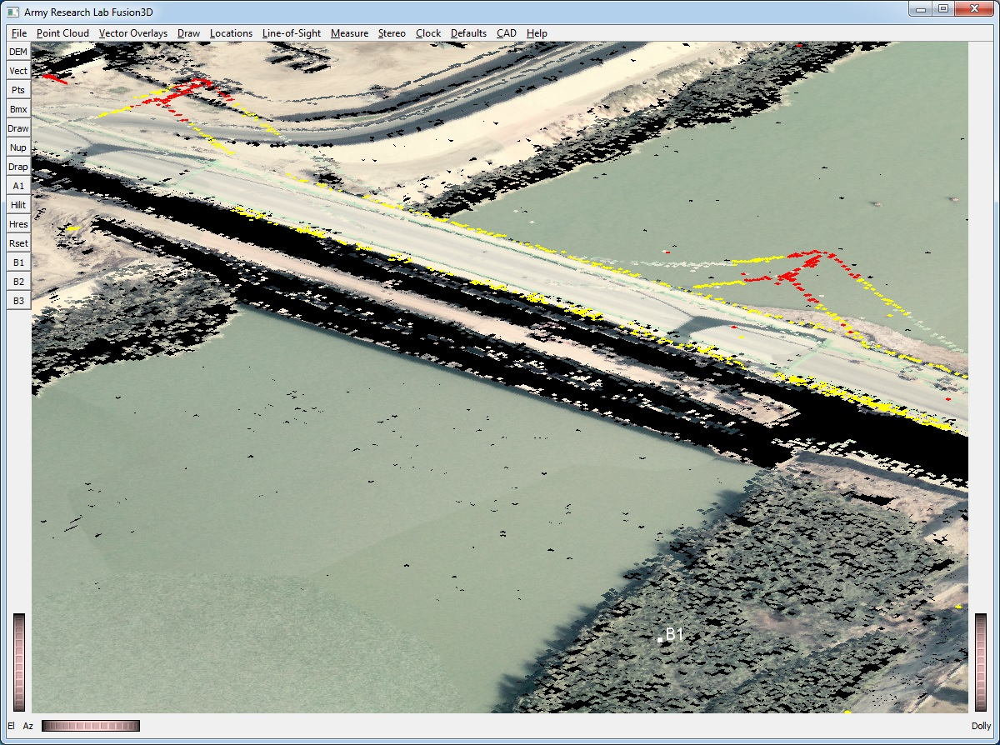 Army Research Lab Fusion3D
File Point Cloud Vector Overlays Draw Locations Line-of-Sight Measure Stereo Clock Defaults CAD Help
DEM
Vect
Pts
Bmx
Draw
Nup
Drap
A1
Hilit
Hres
Rset
B1
B2
B3
B1
El Az
Dolly